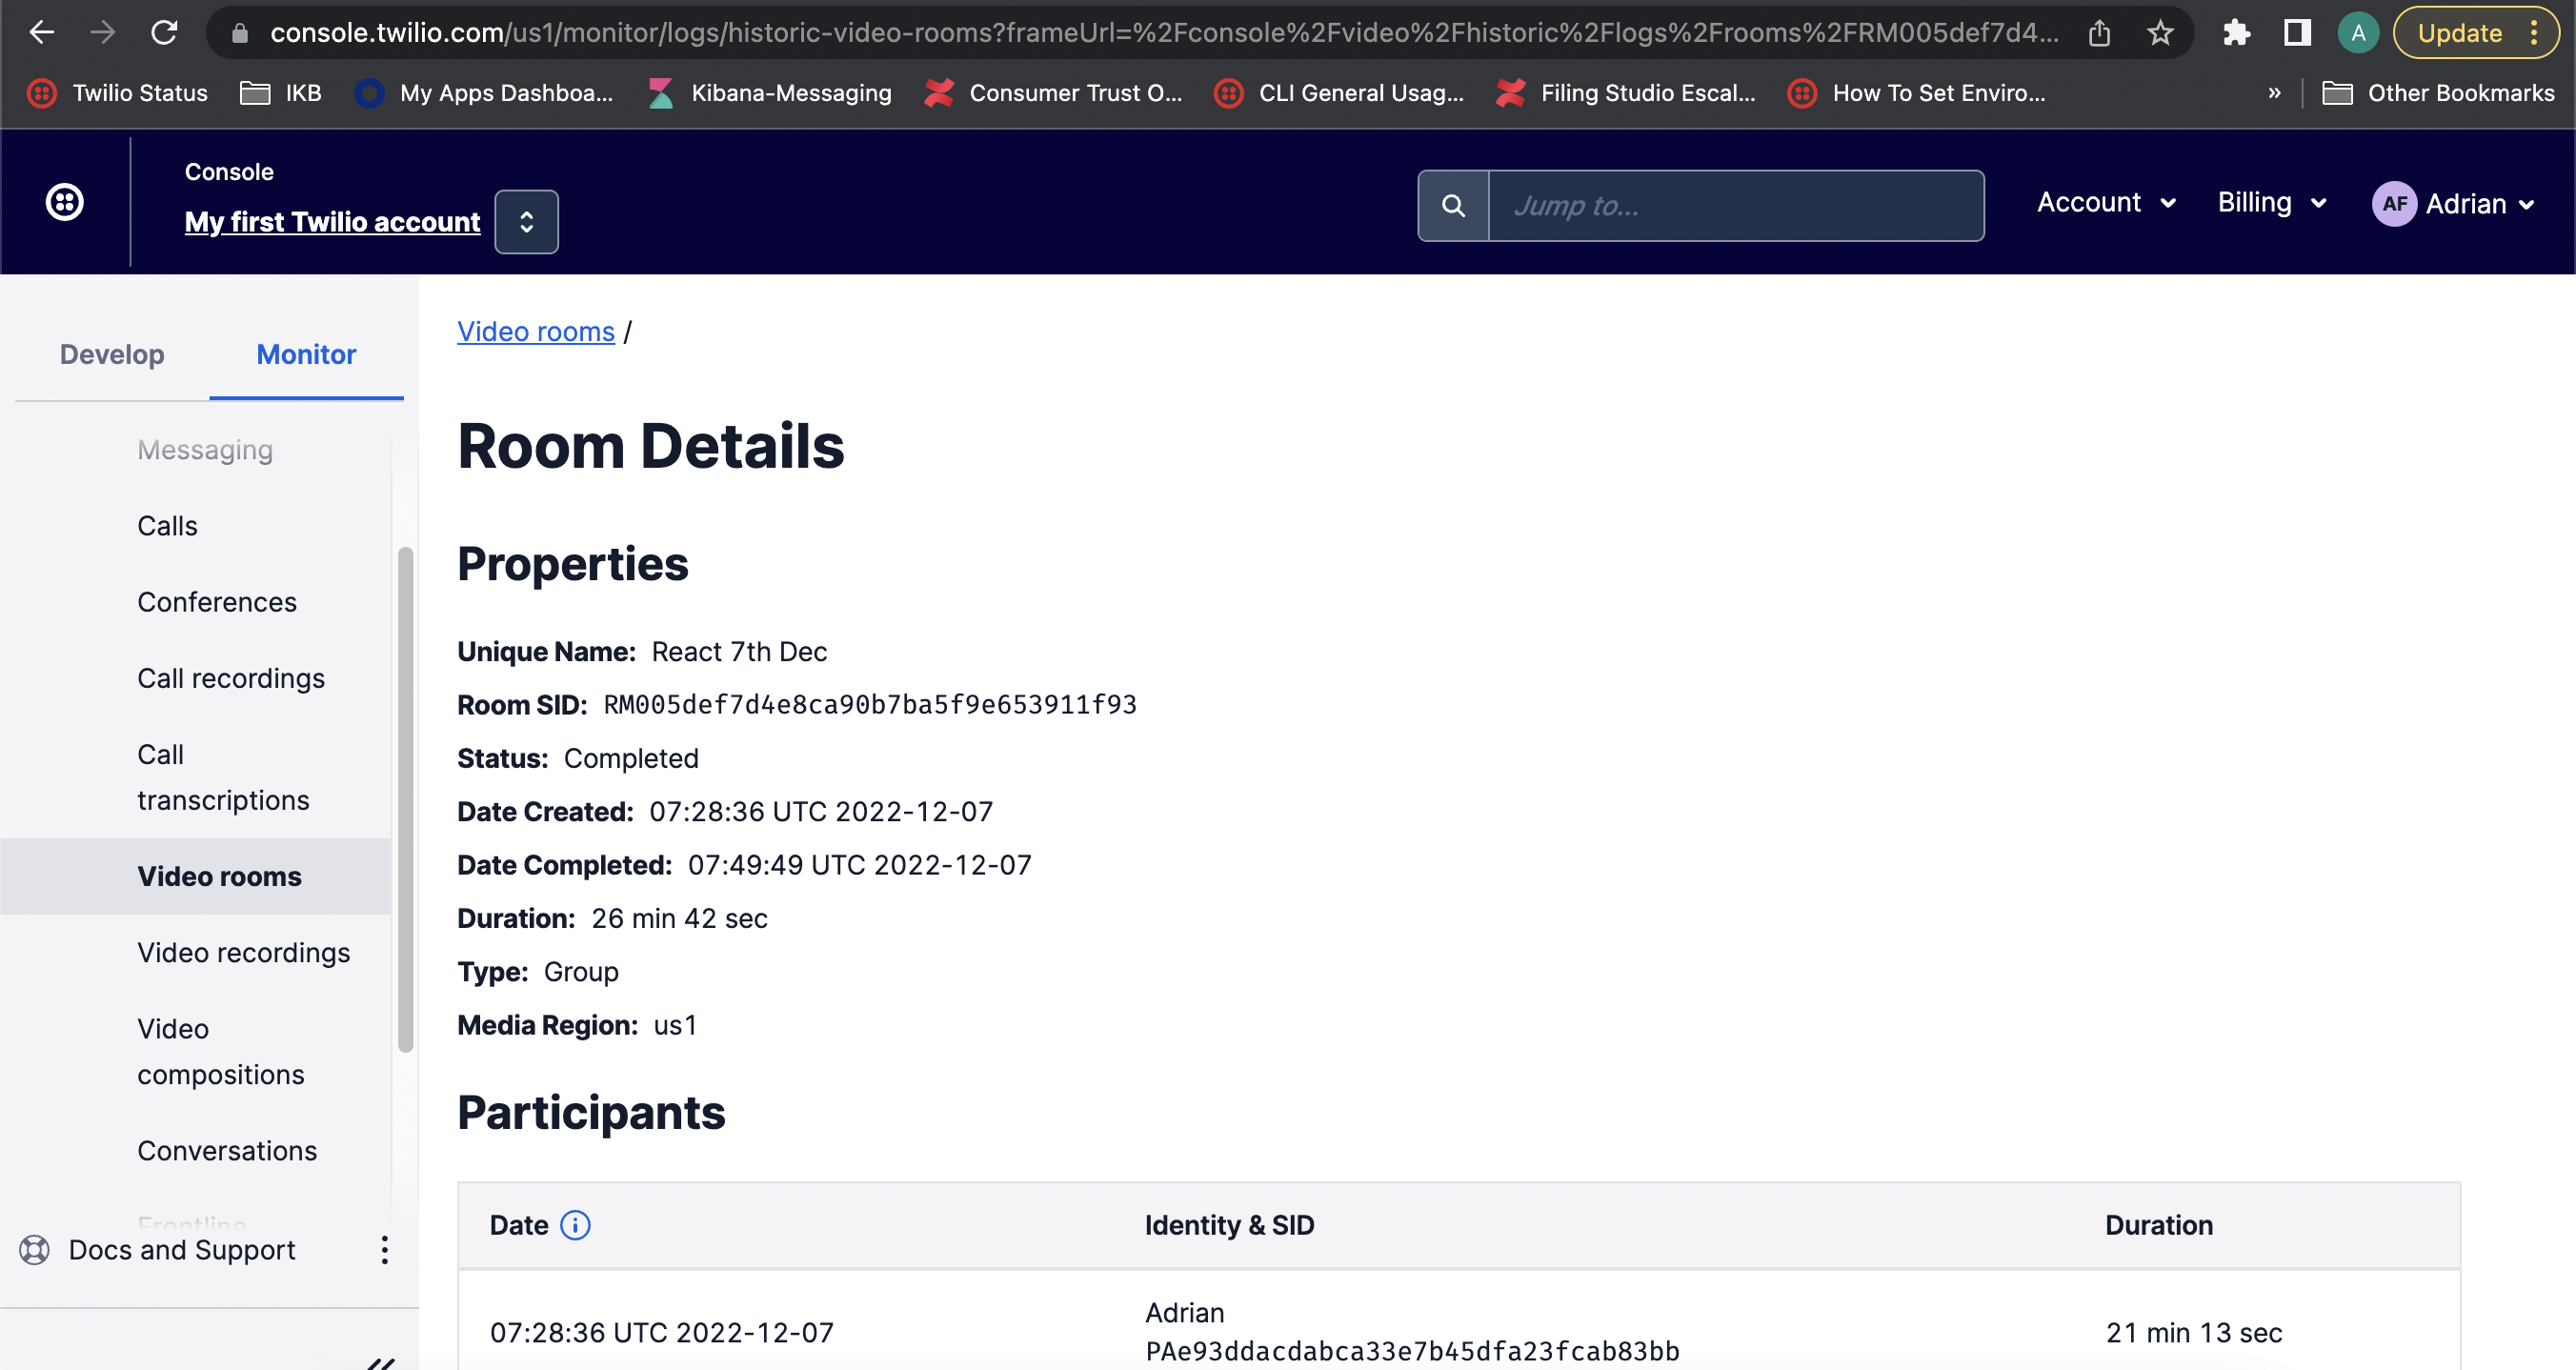 console.twilio.com/us1/monitor/logs/historic-video-rooms?frameUrl=%2Fconsole%2Fvideo%2Fhistoric%2Flogs%2Frooms%2FRM005def7d4... A Update
Twilio Status IKB My Apps Dashboa... Kibana-Messaging Consumer Trust O... CLI General Usag... Filing Studio Escal... How To Set Enviro... » Other Bookmarks
Console
My first Twilio account
Jump to...
Account Billing AF Adrian
Develop Monitor
Messaging
Calls
Conferences
Call recordings
Call
transcriptions
Video rooms
Video recordings
Video
compositions
Conversations
Frontline
Docs and Support
Video rooms /
Room Details
Properties
Unique Name: React 7th Dec
Room SID: RM005def7d4e8ca90b7ba5f9e653911f93
Status: Completed
Date Created: 07:28:36 UTC 2022-12-07
Date Completed: 07:49:49 UTC 2022-12-07
Duration: 26 min 42 sec
Type: Group
Media Region: us1
Participants
Date Identity & SID Duration
07:28:36 UTC 2022-12-07 Adrian 21 min 13 sec
PAe93ddacdabca33e7b45dfa23fcab83bb